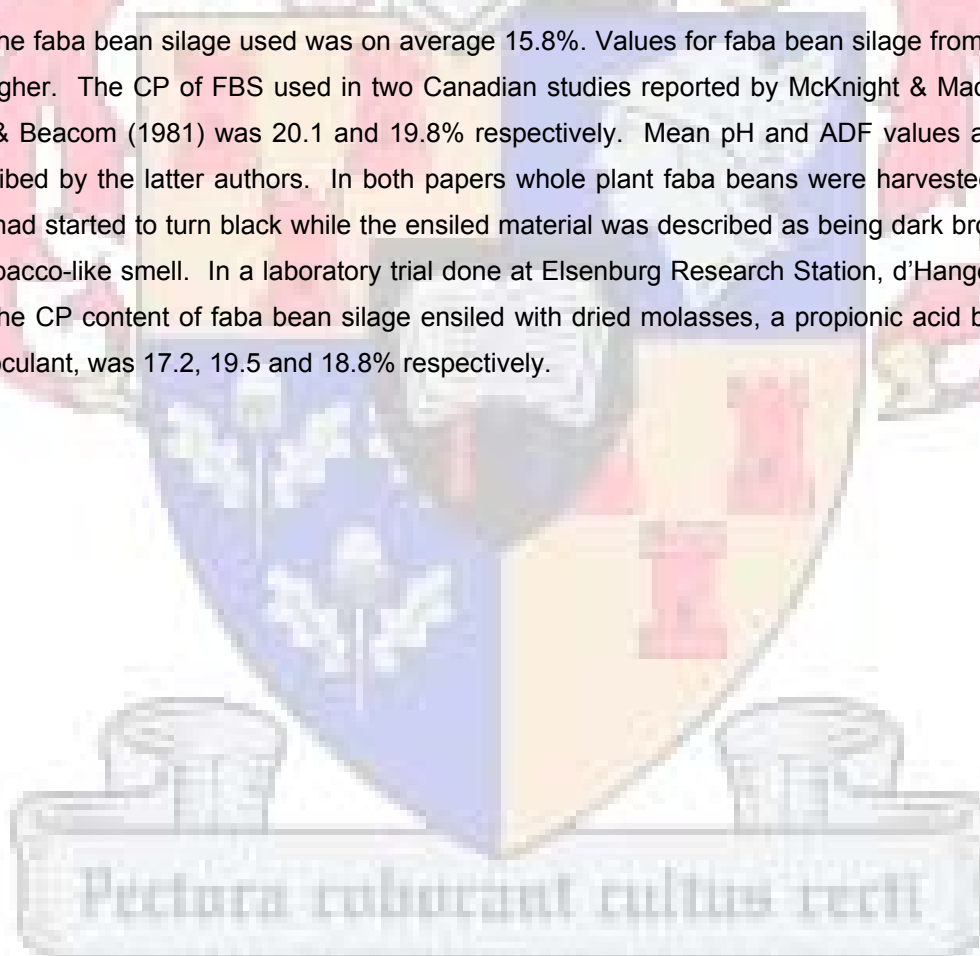 he faba bean silage used was on average 15.8%. Values for faba bean silage from
gher. The CP of FBS used in two Canadian studies reported by McKnight & Mac
& Beacom (1981) was 20.1 and 19.8% respectively. Mean pH and ADF values a
ibed by the latter authors. In both papers whole plant faba beans were harvested
had started to turn black while the ensiled material was described as being dark bro
bacco-like smell. In a laboratory trial done at Elsenburg Research Station, d'Hango
he CP content of faba bean silage ensiled with dried molasses, a propionic acid b
culant, was 17.2, 19.5 and 18.8% respectively.
Pectora roborant cultus recti